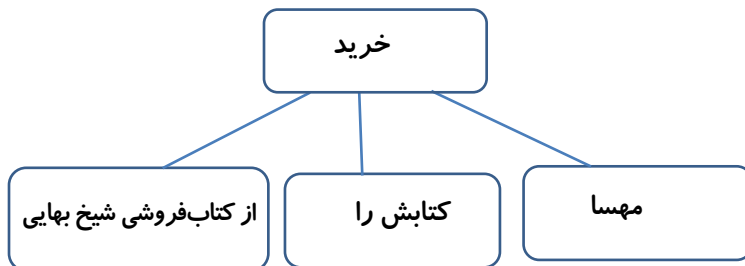 خرید
مهسا
کتابش را
از کتاب‌فروشی شیخ بهایی